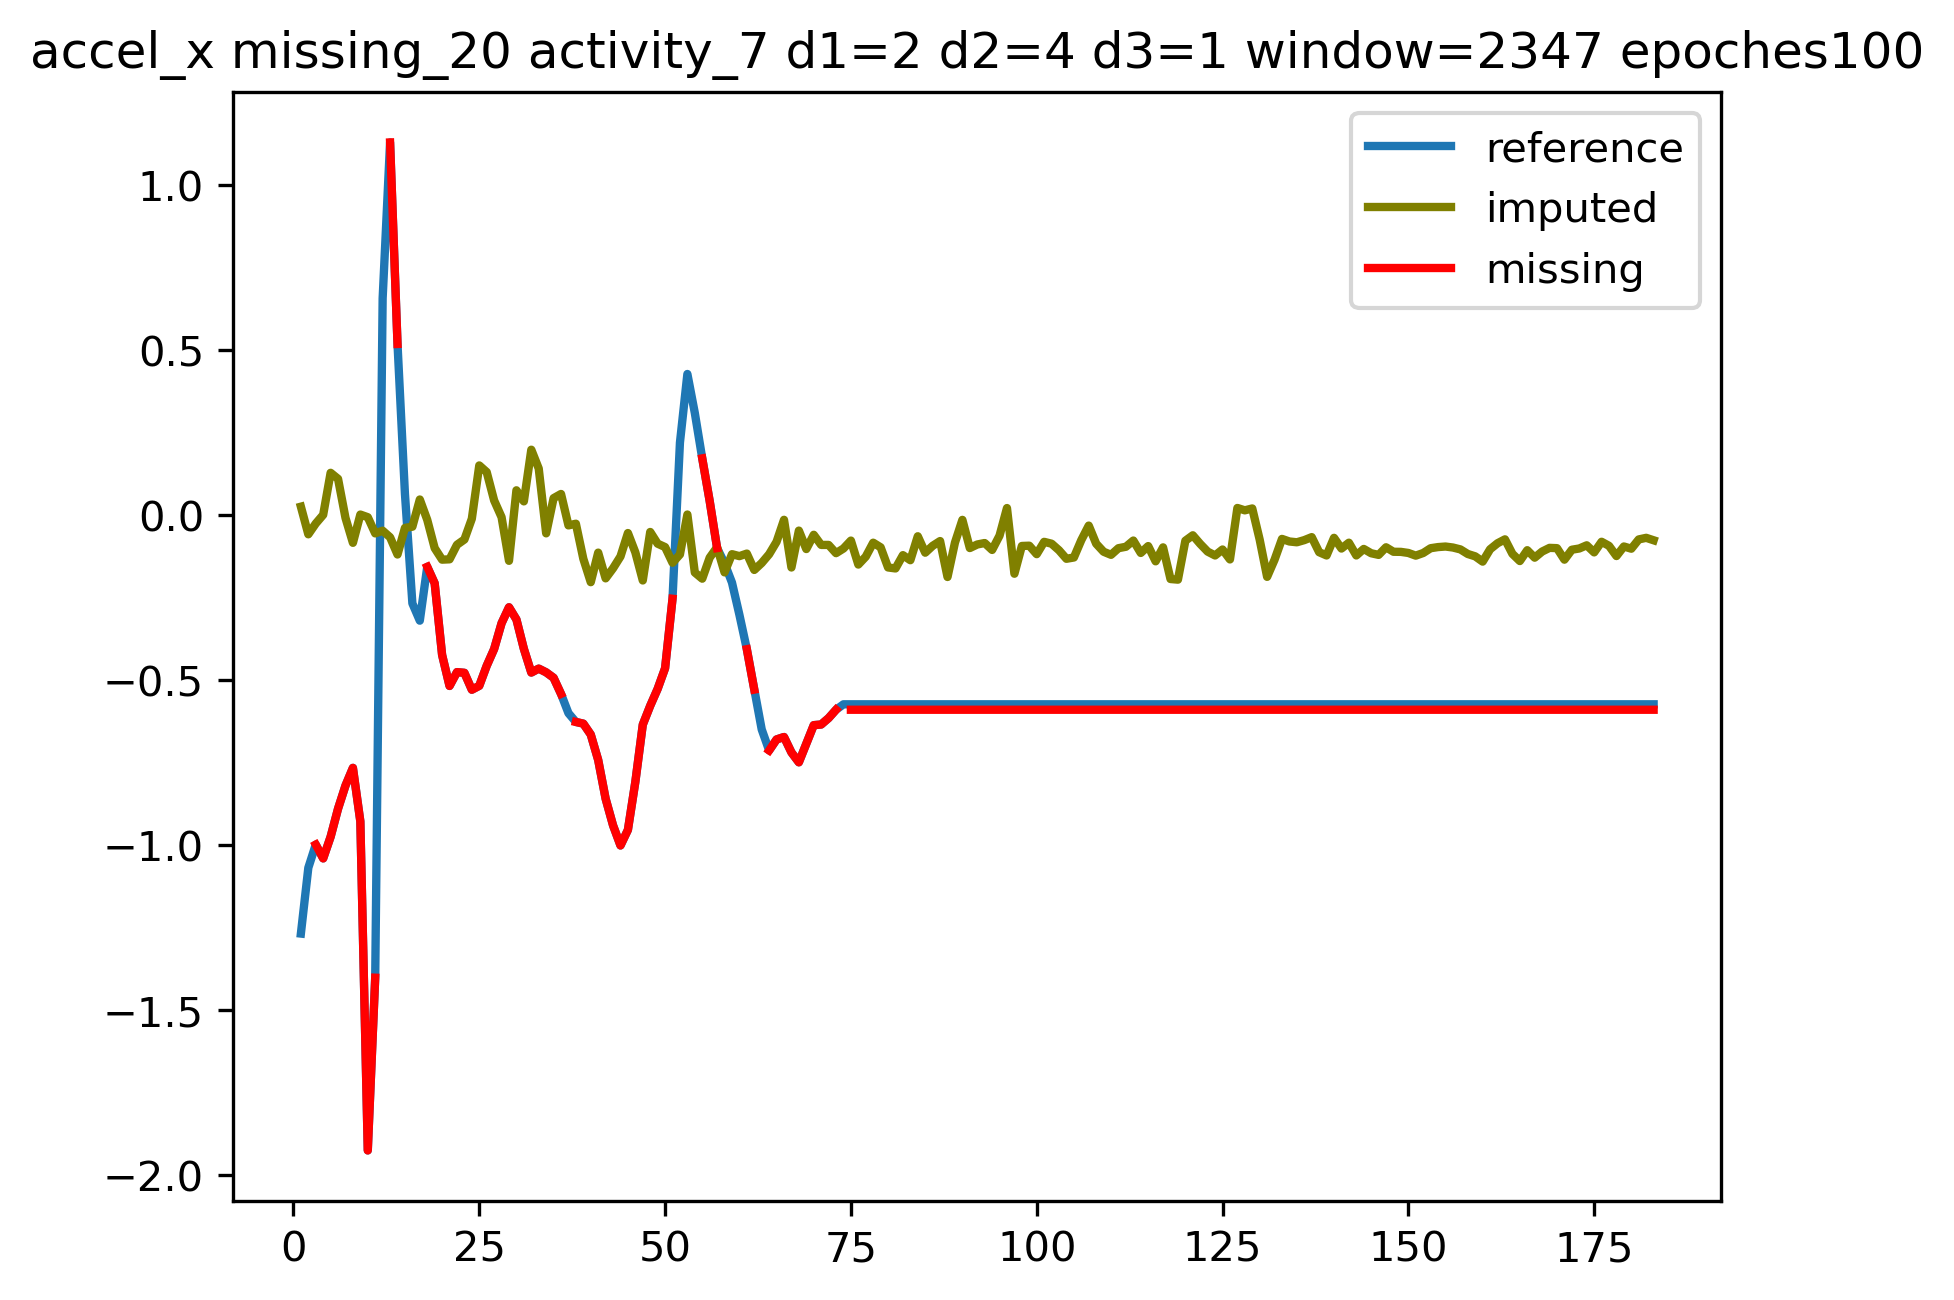 accel_x missing_20 activity_7 d1=2 d2=4 d3=1 window=2347 epoches100
reference
imputed
missing
1.0
0.5
0.0
−0.5
−1.0
−1.5
−2.0
0 25 50 75 100 125 150 175